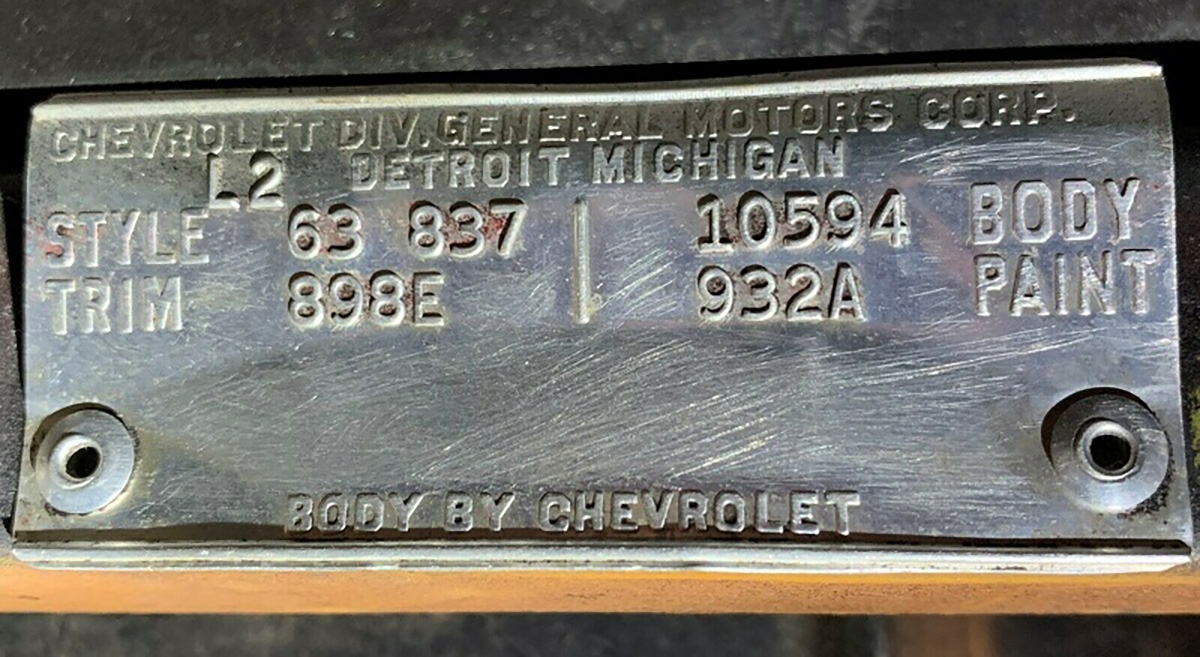 CHEVROLET DIV. GENERAL MOTORS CORP.
L2 DETROIT MICHIGAN
STYLE 63 837 10594 BODY
TRIM 898E 932A PAINT
BODY BY CHEVROLET